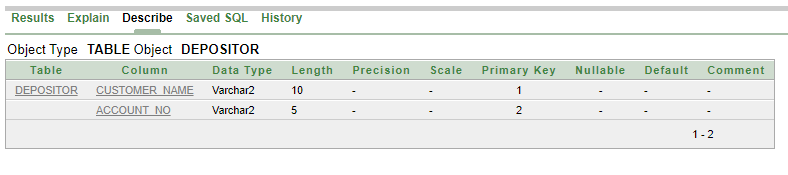 Results Explain Describe Saved SQL History
Object Type TABLE Object DEPOSITOR
Table Column Data Type Length Precision Scale Primary Key Nullable Default Comment
DEPOSITOR CUSTOMER_NAME Varchar2 10 - - 1 - - -
ACCOUNT_NO Varchar2 5 - - 2 - - -
1 - 2